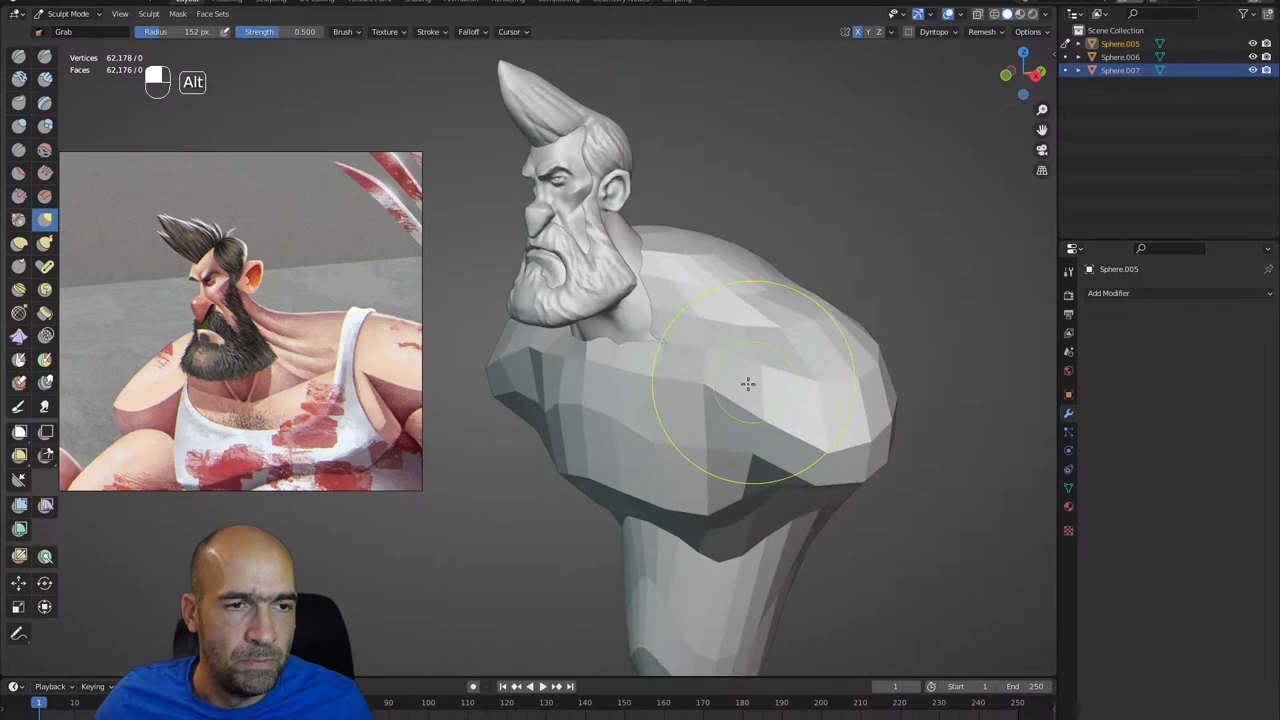 Sculpt Mode View Sculpt Mask Face Sets
Grab Radius 152 px Strength 0.500 Brush Texture Stroke Falloff Cursor X Y Z Dyntopo Remesh Options
Vertices 62,178 / 0
Faces 62,176 / 0
Alt
Z
Scene Collection
Sphere.005
Sphere.006
Sphere.007
Sphere.005
Add Modifier
Playback Keying 1 Start 1 End 250
1 10 80 90 100 110 120 130 140 150 160 170 180 190 200 210 220 230 240 250